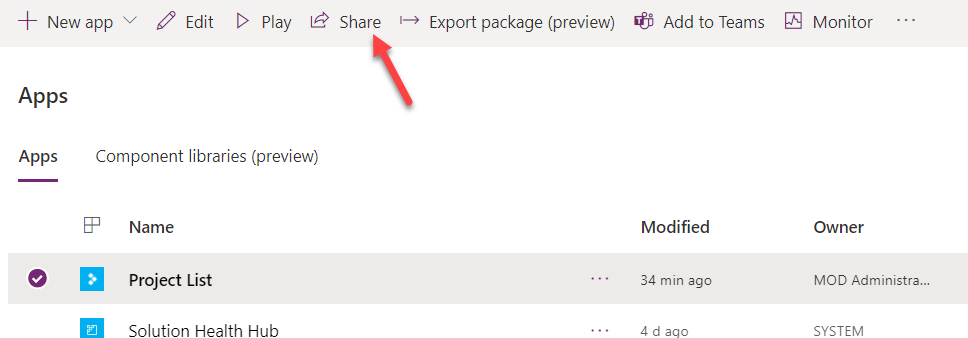 New app Edit Play Share Export package (preview) Add to Teams Monitor ...
Apps
Apps Component libraries (preview)
Name Modified Owner
Project List ... 34 min ago MOD Administra...
Solution Health Hub ... 4 d ago SYSTEM